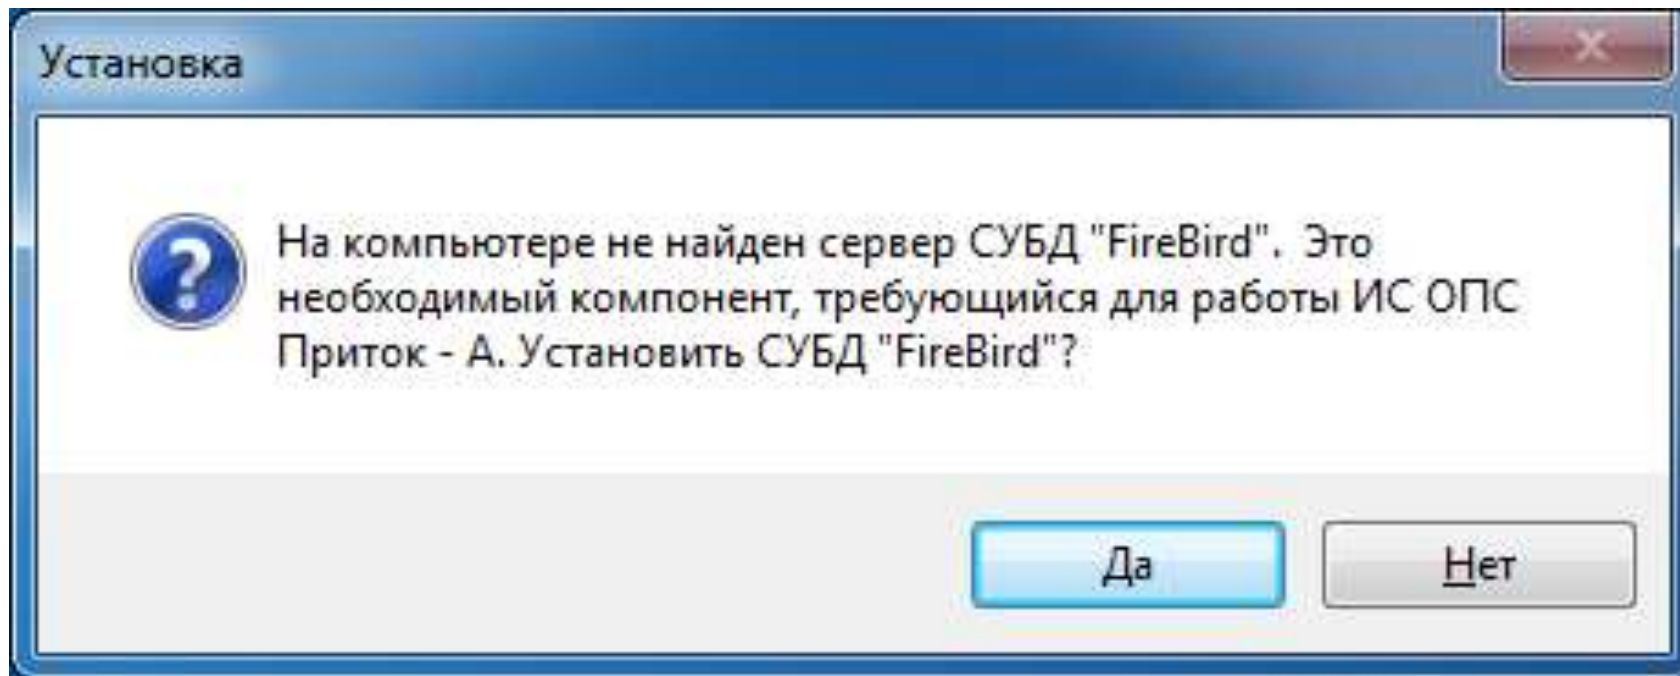 Установка
На компьютере не найден сервер СУБД "FireBird".  Это
необходимый компонент, требующийся для работы ИС ОПС
Приток - А. Установить СУБД "FireBird"?
Да
Нет